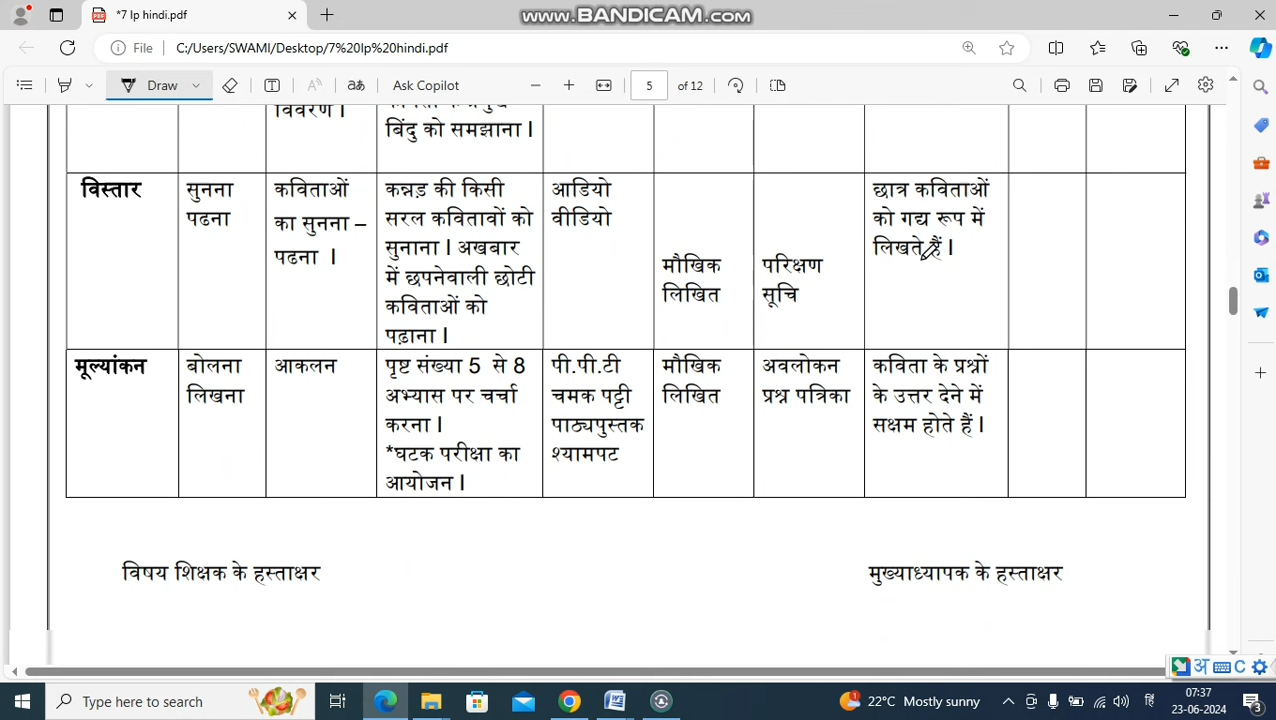 www.BANDICAM.com
*7 lp hindi.pdf
File C:/Users/SWAMI/Desktop/7%20lp%20hindi.pdf
Draw
Ask Copilot
5 of 12
विवरण l
बिंदु को समझाना l
विस्तार
सुनना
पढना
कविताओं
का सुनना –
पढना l
कन्नड़ की किसी
सरल कवितावों को
सुनाना l अखबार
में छपनेवाली छोटी
कविताओं को
पढ़ाना l
आडियो
वीडियो
मौखिक
लिखित
परिक्षण
सूचि
छात्र कविताओं
को गद्य रूप में
लिखते हैं l
मूल्यांकन
बोलना
लिखना
आकलन
पृष्ट संख्या 5 से 8
अभ्यास पर चर्चा
करना l
*घटक परीक्षा का
आयोजन l
पी.पी.टी
चमक पट्टी
पाठ्यपुस्तक
श्यामपट
मौखिक
लिखित
अवलोकन
प्रश्न पत्रिका
कविता के प्रश्नों
के उत्तर देने में
सक्षम होते हैं l
विषय शिक्षक के हस्ताक्षर
मुख्याध्यापक के हस्ताक्षर
Type here to search
22°C Mostly sunny
07:37
23-06-2024